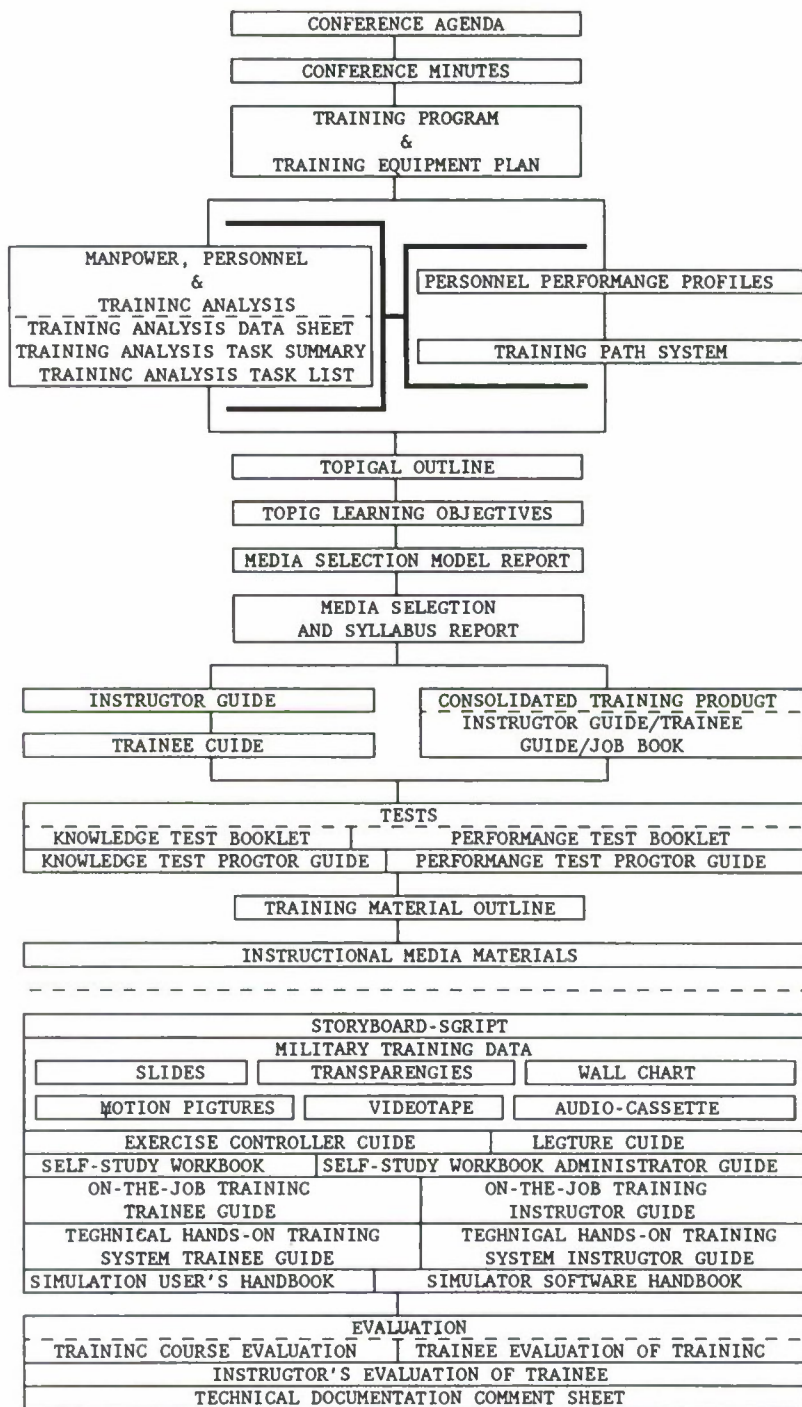 CONFERENCE AGENDA
CONFERENCE MINUTES
TRAINING PROGRAM
&
TRAINING EQUIPMENT PLAN
MANPOWER, PERSONNEL
&
TRAININC ANALYSIS
TRAINING ANALYSIS DATA SHEET
TRAINING ANALYSIS TASK SUMMARY
TRAININC ANALYSIS TASK LIST
PERSONNEL PERFORMANGE PROFILES
TRAINING PATH SYSTEM
TOPIGAL OUTLINE
TOPIG LEARNING OBJEGTIVES
MEDIA SELECTION MODEL REPORT
MEDIA SELEGTION
AND SYLLABUS REPORT
INSTRUGTOR GUIDE
TRAINEE CUIDE
CONSOLIDATED TRAINING PRODUGT
INSTRUGTOR GUIDE/TRAINEE
GUIDE/JOB BOOK
TESTS
KNOWLEDGE TEST BOOKLET PERFORMANGE TEST BOOKLET
KNOWLEDGE TEST PROGTOR GUIDE PERFORMANGE TEST PROGTOR GUIDE
TRAINING MATERIAL OUTLINE
INSTRUCTIONAL MEDIA MATERIALS
STORYBOARD-SGRIPT
MILITARY TRAINING DATA
SLIDES TRANSPARENGIES WALL CHART
MOTION PIGTURES VIDEOTAPE AUDIO-CASSETTE
EXERCISE CONTROLLER CUIDE LEGTURE CUIDE
SELF-STUDY WORKBOOK SELF-STUDY WORKBOOK ADMINISTRATOR GUIDE
ON-THE-JOB TRAININC
TRAINEE GUIDE
ON-THE-JOB TRAINING
INSTRUCTOR GUIDE
TEGHNICAL HANDS-ON TRAINING
SYSTEM TRAINEE GUIDE
TEGHNIGAL HANDS-ON TRAINING
SYSTEM INSTRUCTOR GUIDE
SIMULATION USER'S HANDBOOK SIMULATOR SOFTWARE HANDBOOK
EVALUATION
TRAININC COURSE EVALUATION TRAINEE EVALUATION OF TRAININC
INSTRUGTOR'S EVALUATION OF TRAINEE
TECHNICAL DOCUMENTATION COMMENT SHEET